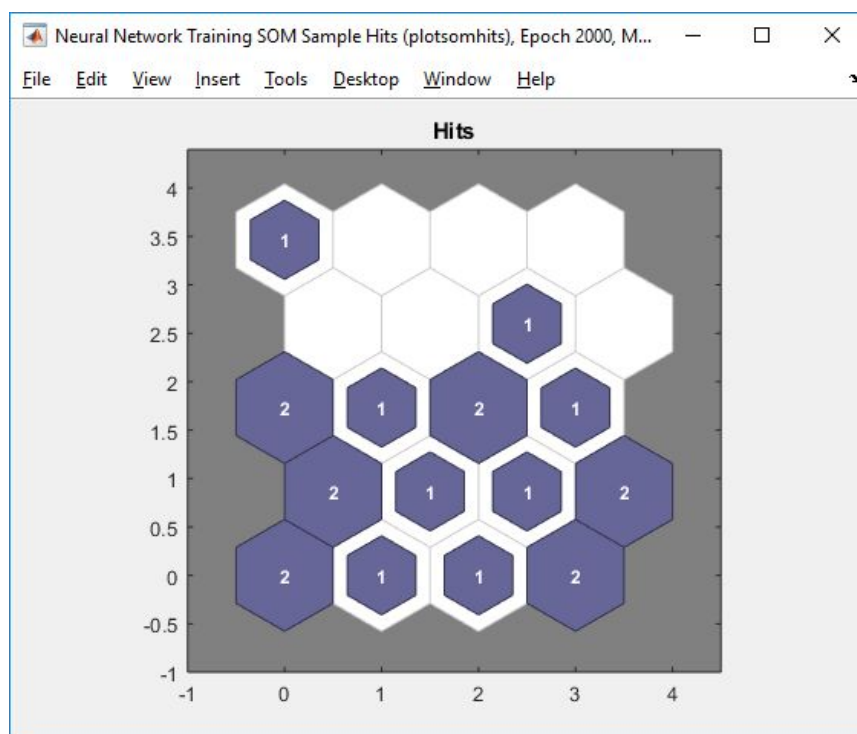 Neural Network Training SOM Sample Hits (plotsomhits), Epoch 2000, M...
File Edit View Insert Tools Desktop Window Help
Hits
4
3.5
1
3
2.5
1
2
2 1 2 1
1.5
1
2 1 1 2
0.5
0
2 1 1 2
-0.5
-1
-1 0 1 2 3 4